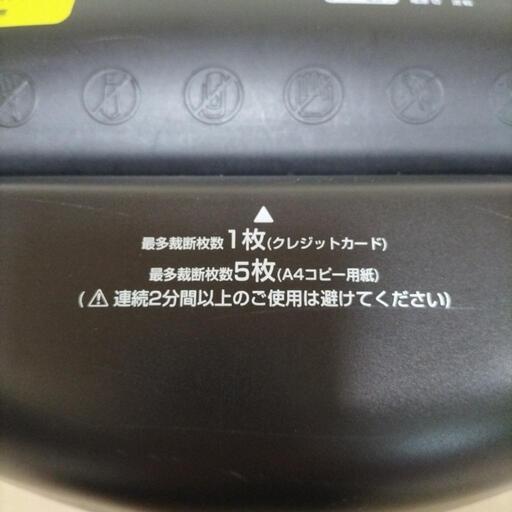 最多裁断枚数1枚(クレジットカード)
最多裁断枚数5枚(A4コピー用紙)
(⚠連続2分間以上のご使用は避けてください)